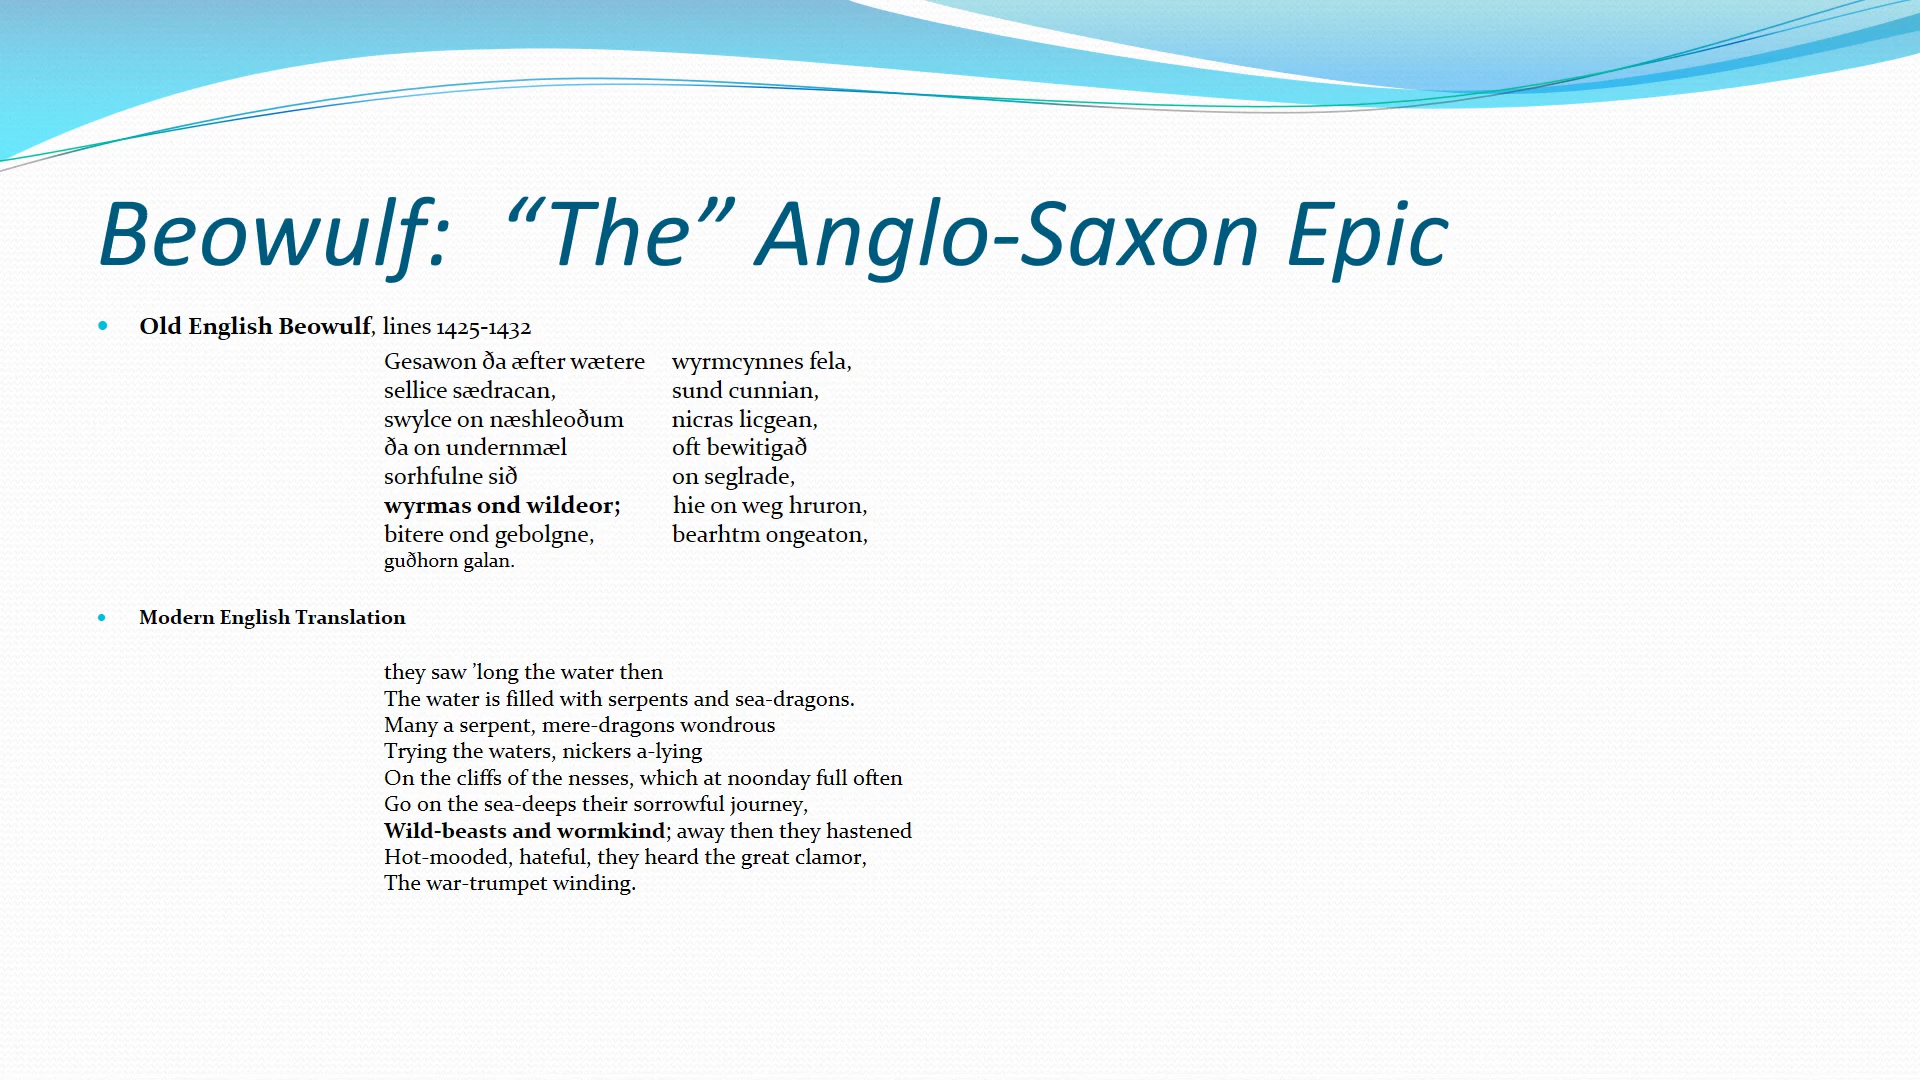 Beowulf: “The” Anglo-Saxon Epic
Old English Beowulf, lines 1425-1432
Gesawon ða æfter wætere wyrmcynnes fela,
sellice sædracan, sund cunnian,
swylce on næshleoðum nicras licgean,
ða on undernmæl oft bewitigað
sorhfulne sið on seglrade,
wyrmas ond wildeor; hie on weg hruron,
bitere ond gebolgne, bearhtm ongeaton,
guðhorn galan.
Modern English Translation
they saw ’long the water then
The water is filled with serpents and sea-dragons.
Many a serpent, mere-dragons wondrous
Trying the waters, nickers a-lying
On the cliffs of the nesses, which at noonday full often
Go on the sea-deeps their sorrowful journey,
Wild-beasts and wormkind; away then they hastened
Hot-mooded, hateful, they heard the great clamor,
The war-trumpet winding.